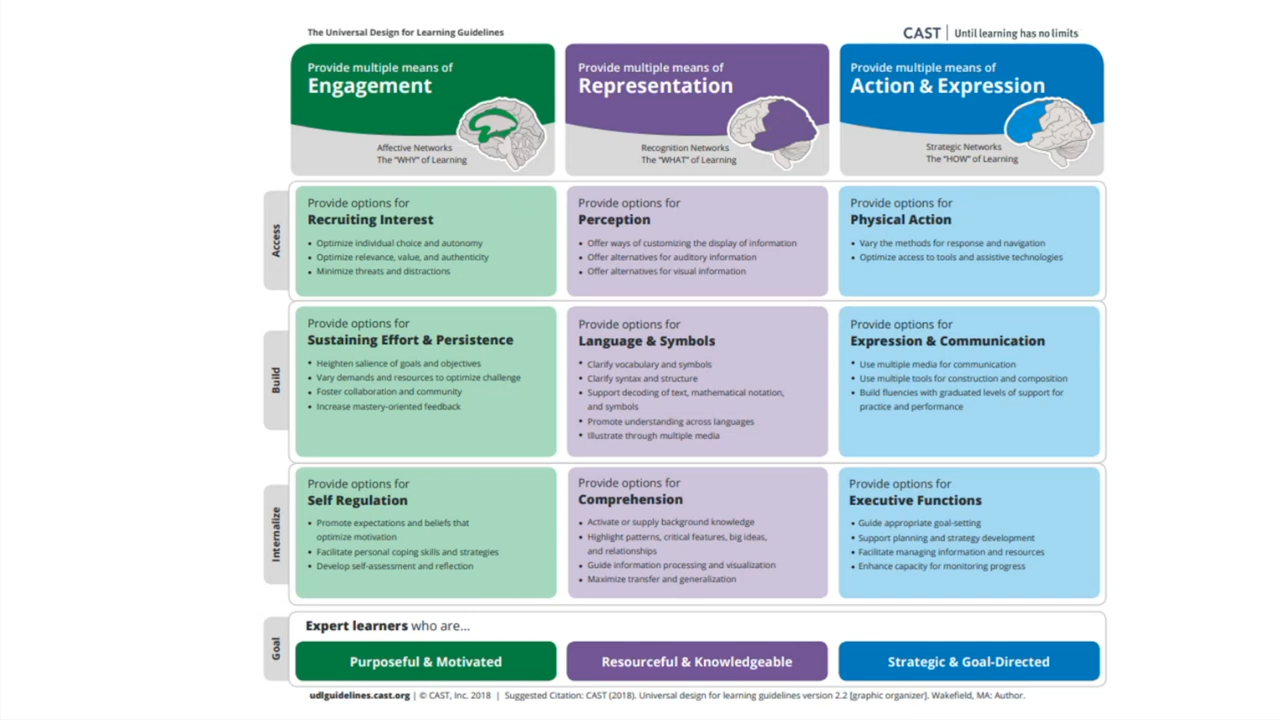 The Universal Design for Learning Guidelines
CAST | Until learning has no limits
Provide multiple means of
Engagement
Affective Networks
The "WHY" of Learning
Provide multiple means of
Representation
Recognition Networks
The "WHAT" of Learning
Provide multiple means of
Action & Expression
Strategic Networks
The "HOW" of Learning
Access
Provide options for
Recruiting Interest
• Optimize individual choice and autonomy
• Optimize relevance, value, and authenticity
• Minimize threats and distractions
Provide options for
Perception
• Offer ways of customizing the display of information
• Offer alternatives for auditory information
• Offer alternatives for visual information
Provide options for
Physical Action
• Vary the methods for response and navigation
• Optimize access to tools and assistive technologies
Build
Provide options for
Sustaining Effort & Persistence
• Heighten salience of goals and objectives
• Vary demands and resources to optimize challenge
• Foster collaboration and community
• Increase mastery-oriented feedback
Provide options for
Language & Symbols
• Clarify vocabulary and symbols
• Clarify syntax and structure
• Support decoding of text, mathematical notation,
and symbols
• Promote understanding across languages
• Illustrate through multiple media
Provide options for
Expression & Communication
• Use multiple media for communication
• Use multiple tools for construction and composition
• Build fluencies with graduated levels of support for
practice and performance
Internalize
Provide options for
Self Regulation
• Promote expectations and beliefs that
optimize motivation
• Facilitate personal coping skills and strategies
• Develop self-assessment and reflection
Provide options for
Comprehension
• Activate or supply background knowledge
• Highlight patterns, critical features, big ideas,
and relationships
• Guide information processing and visualization
• Maximize transfer and generalization
Provide options for
Executive Functions
• Guide appropriate goal-setting
• Support planning and strategy development
• Facilitate managing information and resources
• Enhance capacity for monitoring progress
Goal
Expert learners who are...
Purposeful & Motivated
Resourceful & Knowledgeable
Strategic & Goal-Directed
udlguidelines.cast.org | © CAST, Inc. 2018 | Suggested Citation: CAST (2018). Universal design for learning guidelines version 2.2 [graphic organizer]. Wakefield, MA: Author.